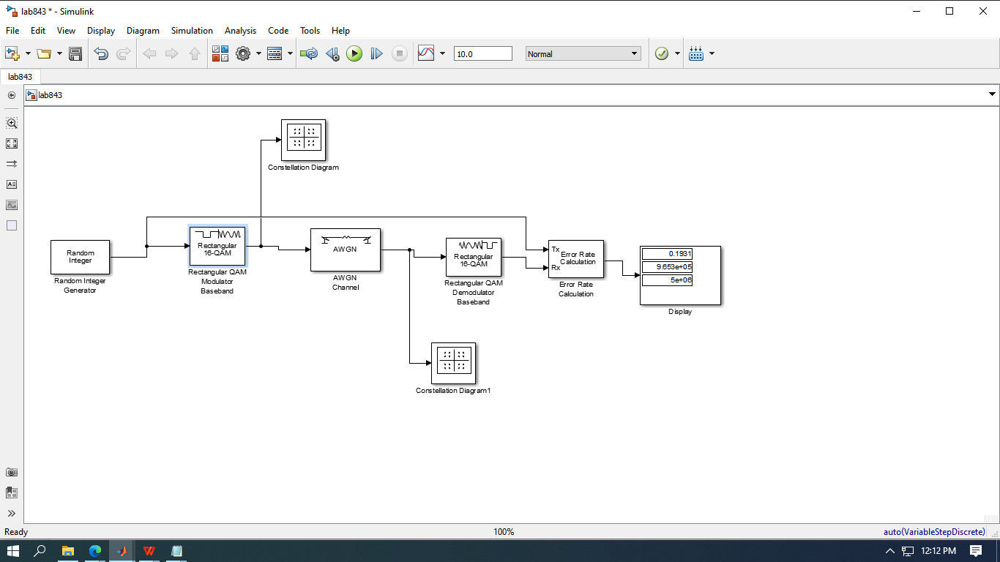 lab843 * - Simulink
File Edit View Display Diagram Simulation Analysis Code Tools Help
10.0 Normal
lab843
lab843
Constellation Diagram
Random
Integer
Random Integer
Generator
Rectangular
16-QAM
Rectangular QAM
Modulator
Baseband
AWGN
AWGN
Channel
Rectangular
16-QAM
Rectangular QAM
Demodulator
Baseband
Tx
Rx
Error Rate
Calculation
Error Rate
Calculation
0.1931
9.653e+05
5e+06
Display
Constellation Diagram1
Ready 100% auto(VariableStepDiscrete)
12:12 PM